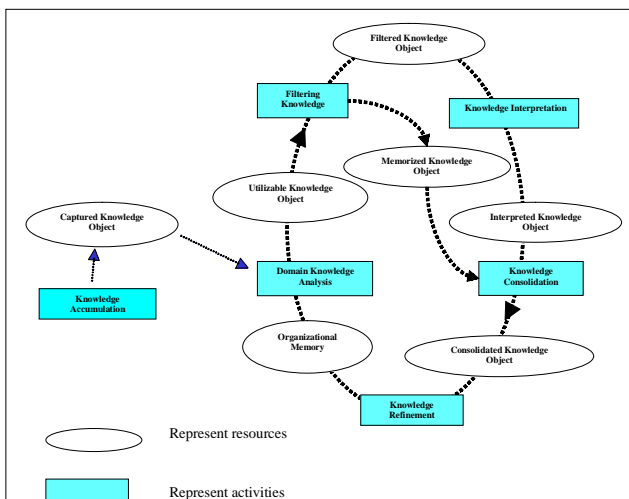 Filtered Knowledge
Object
Filtering
Knowledge
Knowledge Interpretation
Memorized Knowledge
Object
Utilizable Knowledge
Object
Captured Knowledge
Object
Interpreted Knowledge
Object
Domain Knowledge
Analysis
Knowledge
Consolidation
Knowledge
Accumulation
Organizational
Memory
Consolidated Knowledge
Object
Knowledge
Refinement
Represent resources
Represent activities